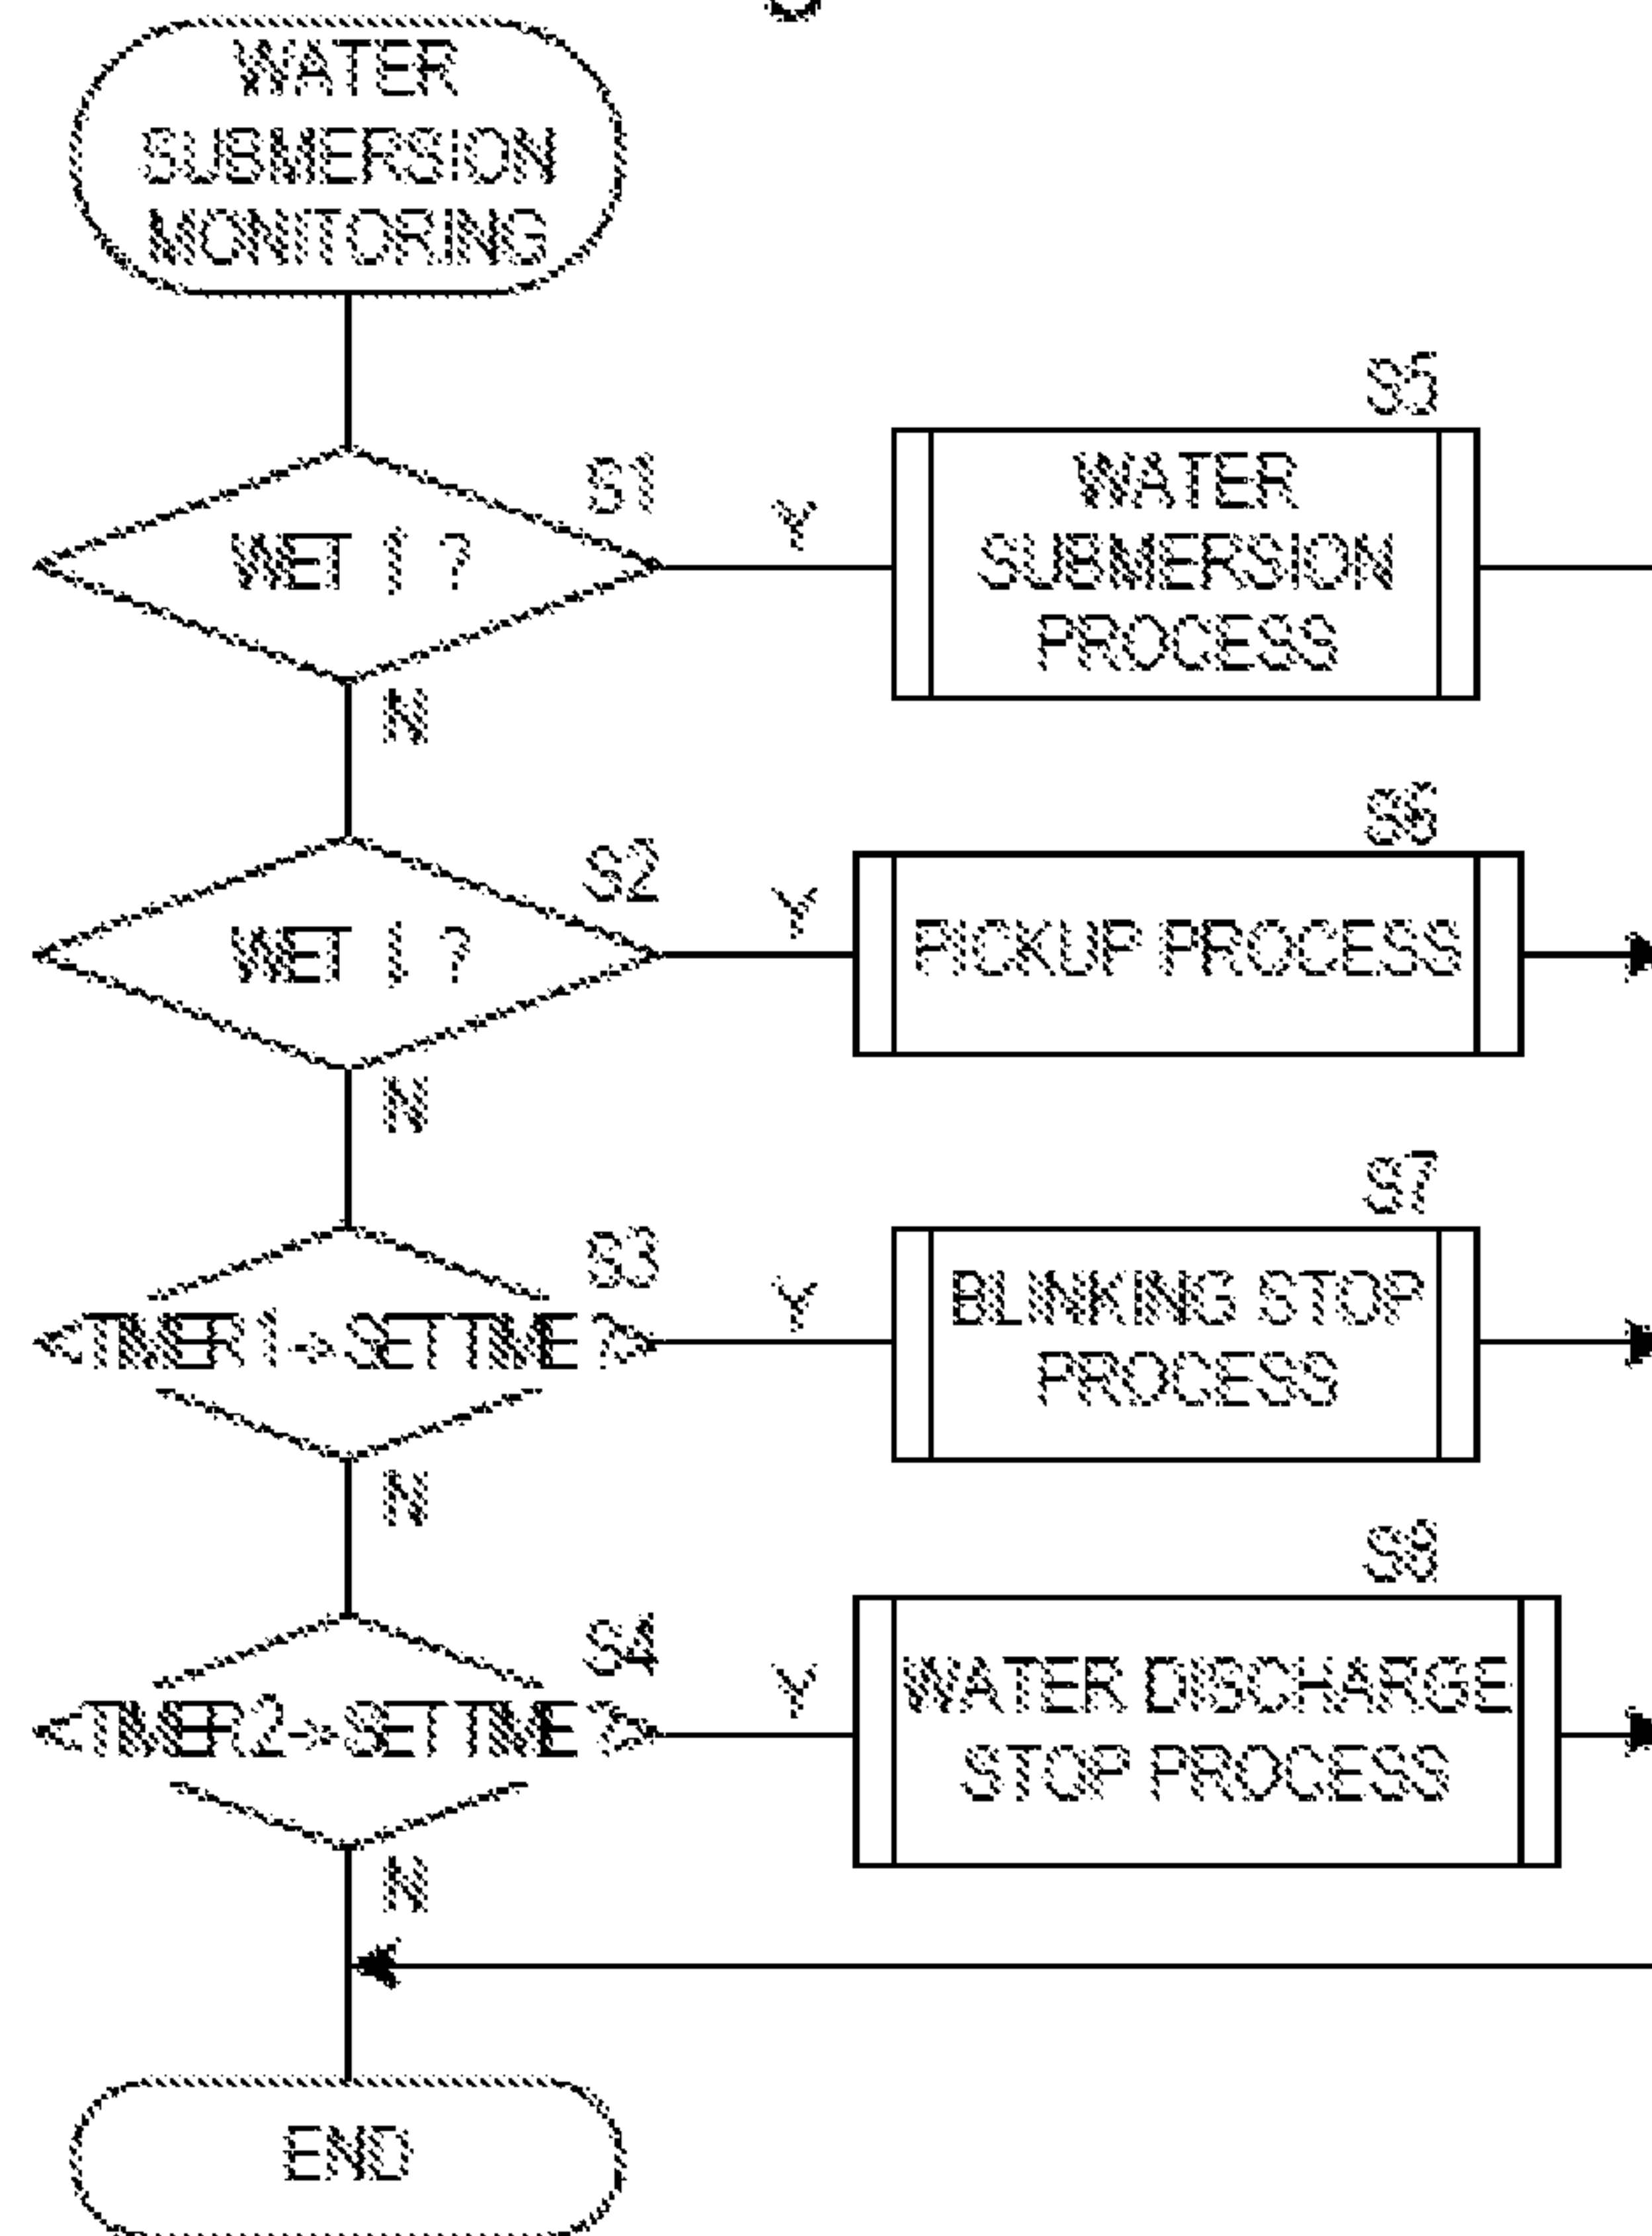 WATER
SUBMERSION
MONITORING
S1
WET ↑ ?
Y
S5
WATER
SUBMERSION
PROCESS
N
S2
WET ↓ ?
Y
S6
PICKUP PROCESS
N
S3
TIMER1->SETTIME ?
Y
S7
BLINKING STOP
PROCESS
N
S4
TIMER2->SETTIME ?
Y
S8
WATER DISCHARGE
STOP PROCESS
N
END